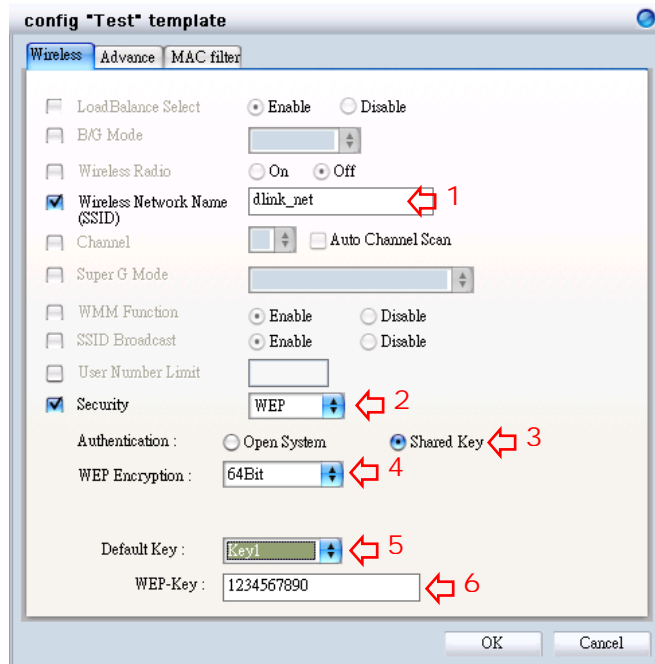 config "Test" template
Wireless Advance MAC filter
LoadBalance Select Enable Disable
B/G Mode
Wireless Radio On Off
Wireless Network Name (SSID) dlink_net 1
Channel Auto Channel Scan
Super G Mode
WMM Function Enable Disable
SSID Broadcast Enable Disable
User Number Limit
Security WEP 2
Authentication : Open System Shared Key 3
WEP Encryption : 64Bit 4
Default Key : Key1 5
WEP-Key : 1234567890 6
OK Cancel